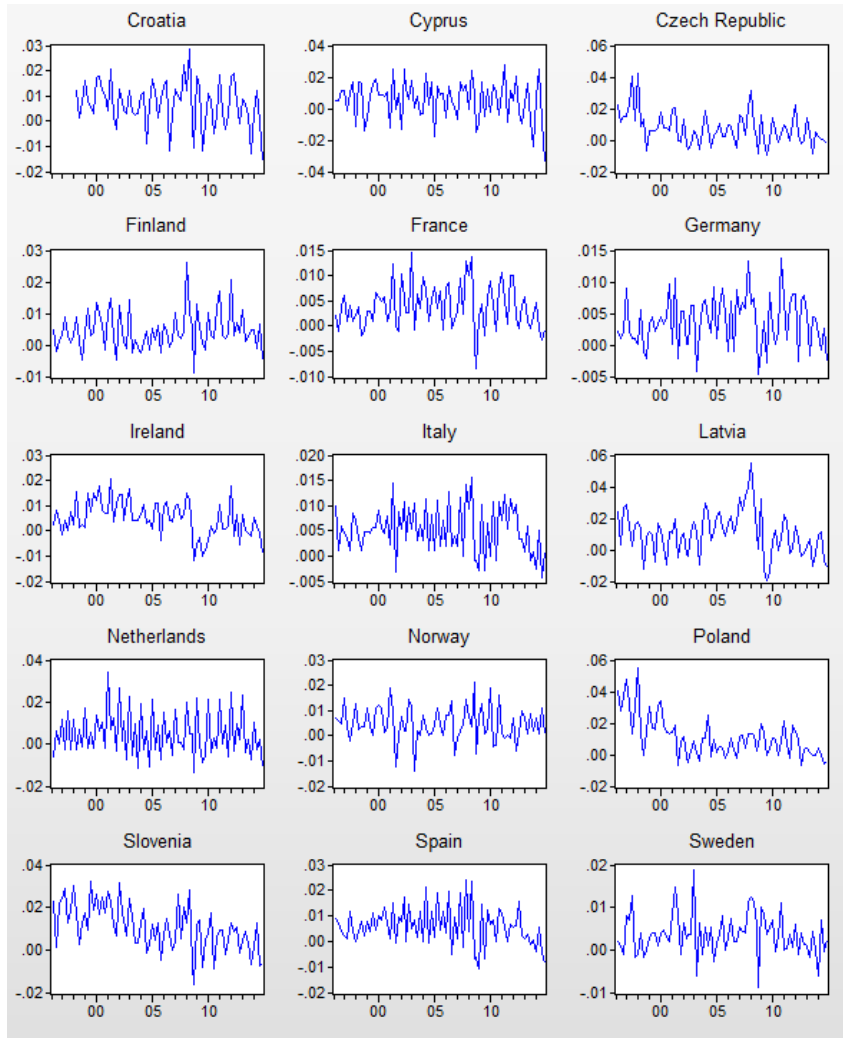 Croatia
.03
.02
.01
.00
-.01
-.02
00 05 10
Cyprus
.04
.02
.00
-.02
-.04
00 05 10
Czech Republic
.06
.04
.02
.00
-.02
00 05 10
Finland
.03
.02
.01
.00
-.01
00 05 10
France
.015
.010
.005
.000
-.005
-.010
00 05 10
Germany
.015
.010
.005
.000
-.005
00 05 10
Ireland
.03
.02
.01
.00
-.01
-.02
00 05 10
Italy
.020
.015
.010
.005
.000
-.005
00 05 10
Latvia
.06
.04
.02
.00
-.02
00 05 10
Netherlands
.04
.02
.00
-.02
00 05 10
Norway
.03
.02
.01
.00
-.01
-.02
00 05 10
Poland
.06
.04
.02
.00
-.02
00 05 10
Slovenia
.04
.02
.00
-.02
00 05 10
Spain
.03
.02
.01
.00
-.01
-.02
00 05 10
Sweden
.02
.01
.00
-.01
00 05 10